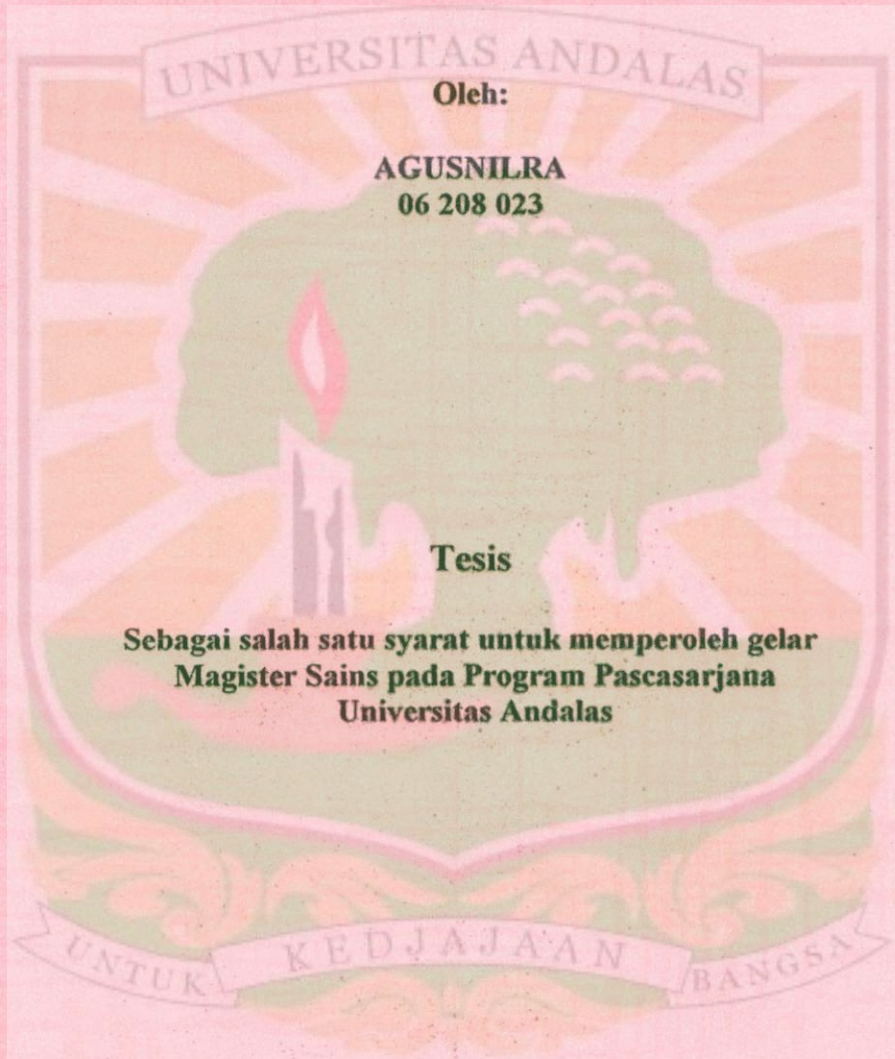 UNIVERSITAS ANDALAS
Oleh:
AGUSNILRA
06 208 023
Tesis
Sebagai salah satu syarat untuk memperoleh gelar
Magister Sains pada Program Pascasarjana
Universitas Andalas
UNTUK KEDJAJAAN BANGSA